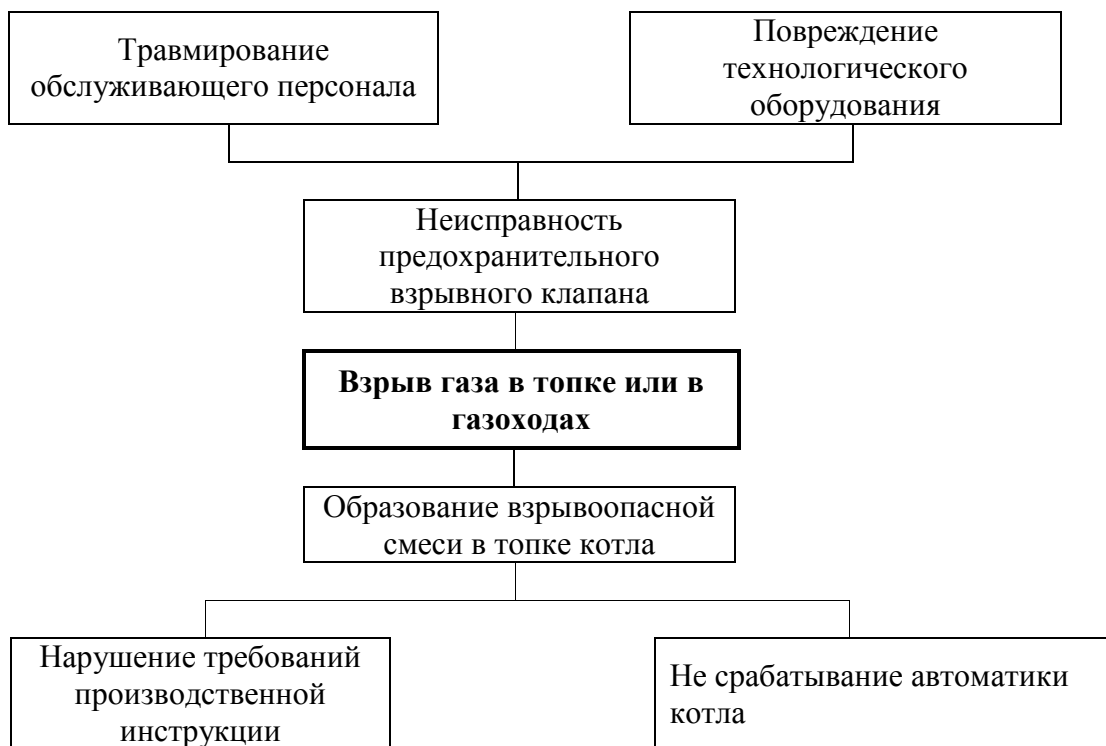 Травмирование
обслуживающего персонала
Повреждение
технологического
оборудования
Неисправность
предохранительного
взрывного клапана
Взрыв газа в топке или в
газоходах
Образование взрывоопасной
смеси в топке котла
Нарушение требований
производственной
инструкции
Не срабатывание автоматики
котла